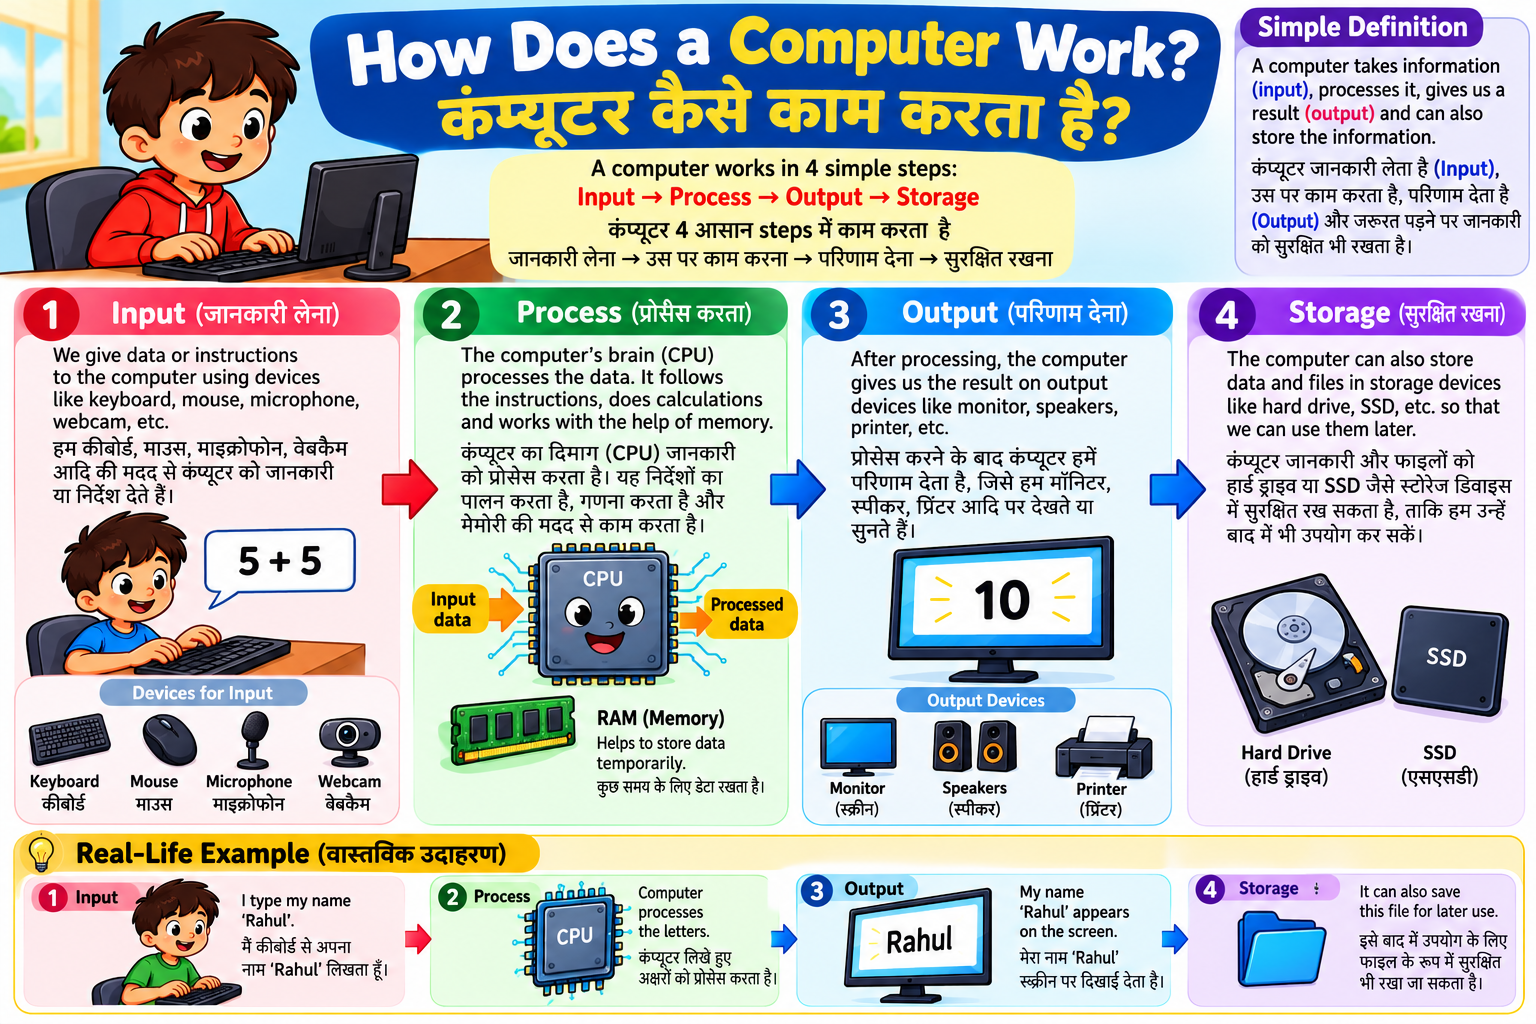 How Does a Computer Work?
कंप्यूटर कैसे काम करता है?
A computer works in 4 simple steps:
Input → Process → Output → Storage
कंप्यूटर 4 आसान steps में काम करता है
जानकारी लेना → उस पर काम करना → परिणाम देना → सुरक्षित रखना
Simple Definition
A computer takes information
(input), processes it, gives us a
result (output) and can also
store the information.
कंप्यूटर जानकारी लेता है (Input),
उस पर काम करता है, परिणाम देता है
(Output) और जरूरत पड़ने पर जानकारी
को सुरक्षित भी रखता है।
1 Input (जानकारी लेना)
We give data or instructions
to the computer using devices
like keyboard, mouse, microphone,
webcam, etc.
हम कीबोर्ड, माउस, माइक्रोफोन, वेबकैम
आदि की मदद से कंप्यूटर को जानकारी
या निर्देश देते हैं।
5 + 5
Devices for Input
Keyboard
कीबोर्ड
Mouse
माउस
Microphone
माइक्रोफोन
Webcam
वेबकैम
2 Process (प्रोसेस करता)
The computer's brain (CPU)
processes the data. It follows
the instructions, does calculations
and works with the help of memory.
कंप्यूटर का दिमाग (CPU) जानकारी
को प्रोसेस करता है। यह निर्देशों का
पालन करता है, गणना करता है और
मेमोरी की मदद से काम करता है।
CPU
Input
data
Processed
data
RAM (Memory)
Helps to store data
temporarily.
कुछ समय के लिए डेटा रखता है।
3 Output (परिणाम देना)
After processing, the computer
gives us the result on output
devices like monitor, speakers,
printer, etc.
प्रोसेस करने के बाद कंप्यूटर हमें
परिणाम देता है, जिसे हम मॉनिटर,
स्पीकर, प्रिंटर आदि पर देखते या
सुनते हैं।
10
Output Devices
Monitor
(स्क्रीन)
Speakers
(स्पीकर)
Printer
(प्रिंटर)
4 Storage (सुरक्षित रखना)
The computer can also store
data and files in storage devices
like hard drive, SSD, etc. so that
we can use them later.
कंप्यूटर जानकारी और फाइलों को
हार्ड ड्राइव या SSD जैसे स्टोरेज डिवाइस
में सुरक्षित रख सकता है, ताकि हम उन्हें
बाद में भी उपयोग कर सकें।
SSD
Hard Drive
(हार्ड ड्राइव)
SSD
(एसएसडी)
Real-Life Example (वास्तविक उदाहरण)
1 Input
I type my name
'Rahul'.
मैं कीबोर्ड से अपना
नाम 'Rahul' लिखता हूँ।
2 Process
CPU
Computer
processes
the letters.
कंप्यूटर लिखे हुए
अक्षरों को प्रोसेस करता है।
3 Output
Rahul
My name
'Rahul' appears
on the screen.
मेरा नाम 'Rahul'
स्क्रीन पर दिखाई देता है।
4 Storage :
It can also save
this file for later use.
इसे बाद में उपयोग के लिए
फाइल के रूप में सुरक्षित
भी रखा जा सकता है।